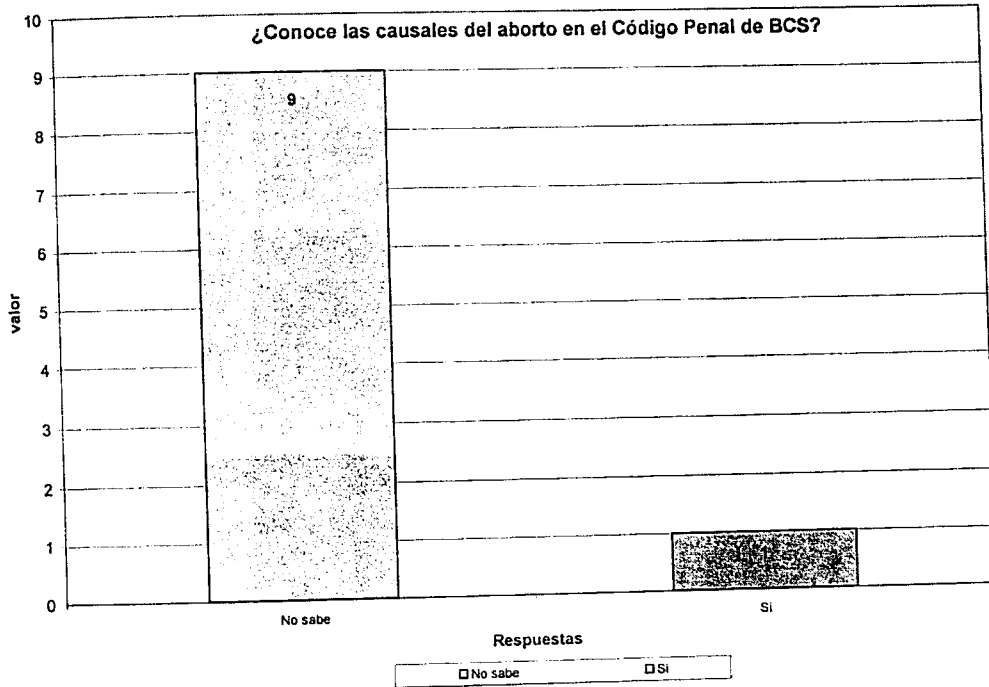 ¿Conoce las causales del aborto en el Código Penal de BCS?
10
9
8
7
6
5
4
3
2
1
0
valor
9
No sabe
Si
Respuestas
No sabe
Si